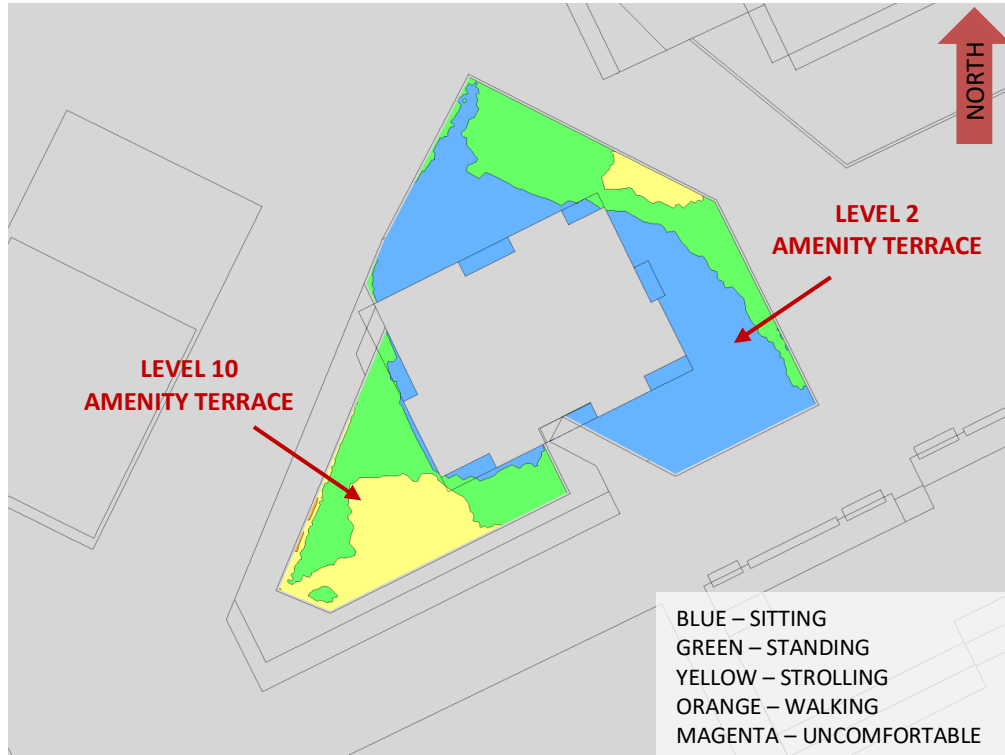 NORTH
LEVEL 2
AMENITY TERRACE
LEVEL 10
AMENITY TERRACE
BLUE – SITTING
GREEN – STANDING
YELLOW – STROLLING
ORANGE – WALKING
MAGENTA – UNCOMFORTABLE